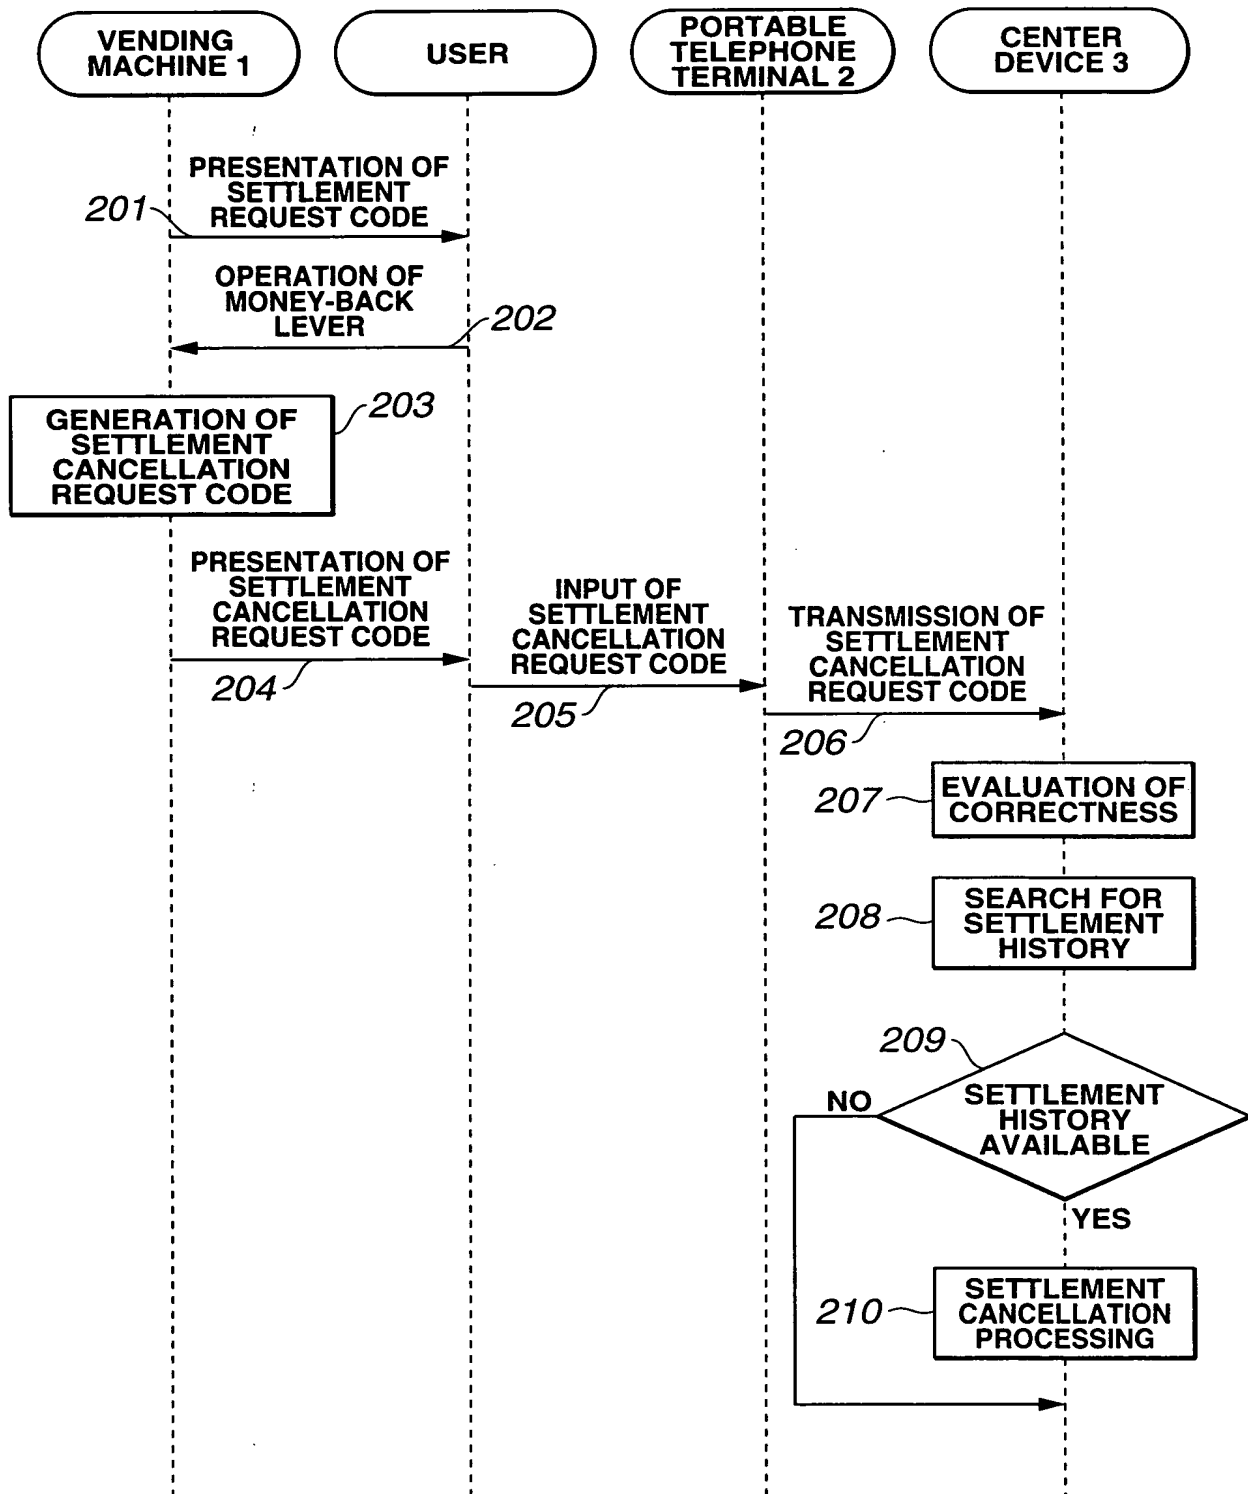 VENDING
MACHINE 1
USER
PORTABLE
TELEPHONE
TERMINAL 2
CENTER
DEVICE 3
PRESENTATION OF
SETTLEMENT
REQUEST CODE
201
OPERATION OF
MONEY-BACK
LEVER
202
GENERATION OF
SETTLEMENT
CANCELLATION
REQUEST CODE
203
PRESENTATION OF
SETTLEMENT
CANCELLATION
REQUEST CODE
204
INPUT OF
SETTLEMENT
CANCELLATION
REQUEST CODE
205
TRANSMISSION OF
SETTLEMENT
CANCELLATION
REQUEST CODE
206
207
EVALUATION OF
CORRECTNESS
208
SEARCH FOR
SETTLEMENT
HISTORY
209
NO
SETTLEMENT
HISTORY
AVAILABLE
YES
210
SETTLEMENT
CANCELLATION
PROCESSING